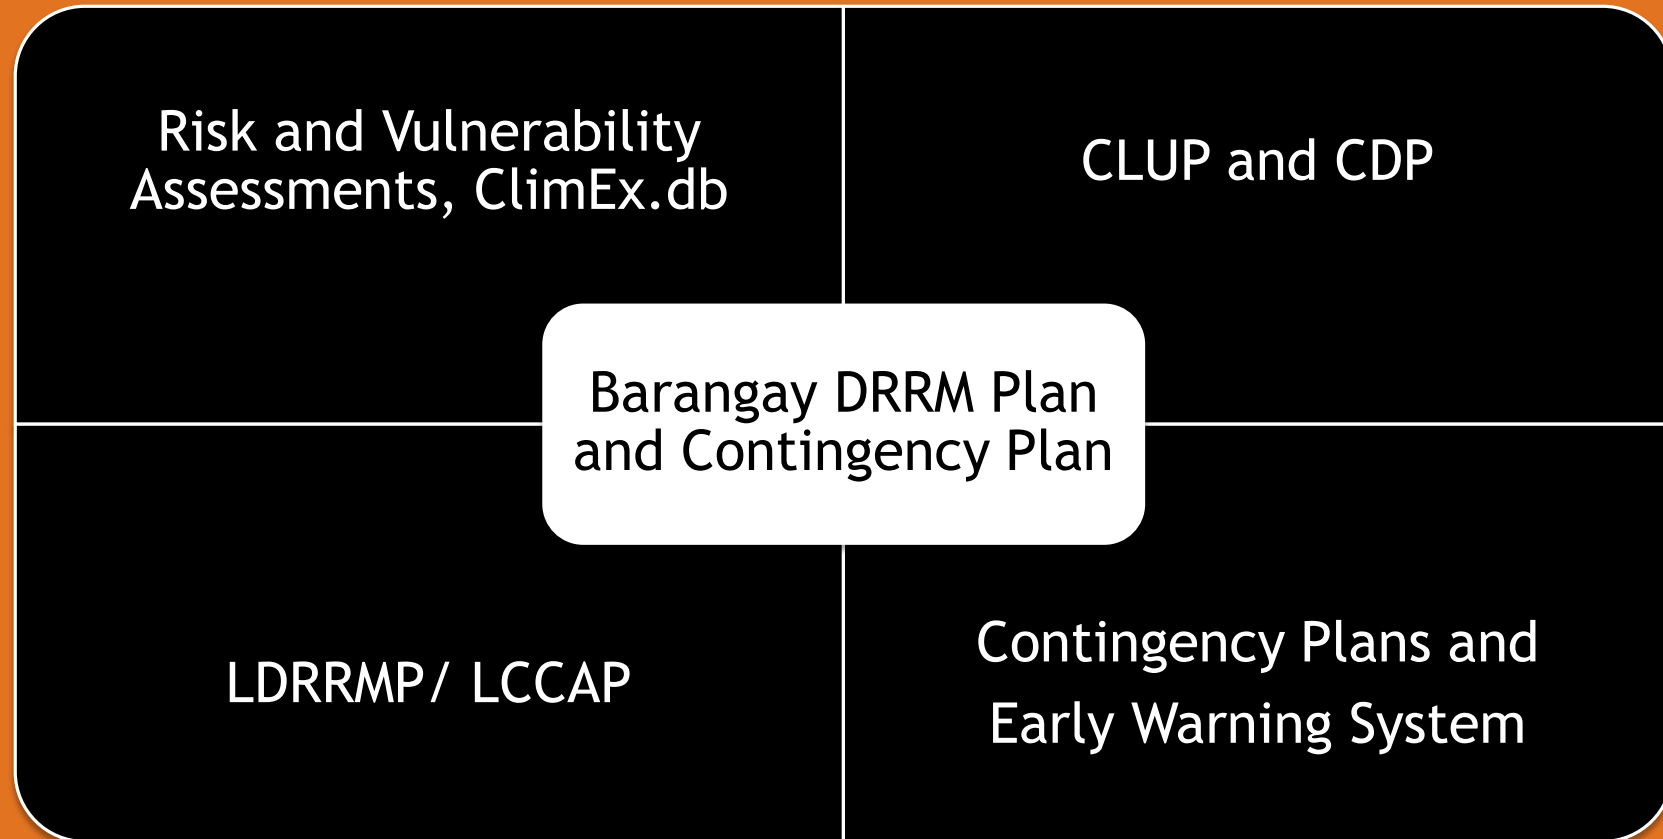 Risk and Vulnerability
Assessments, ClimEx.db
CLUP and CDP
Barangay DRRM Plan
and Contingency Plan
LDRRMP/ LCCAP
Contingency Plans and
Early Warning System